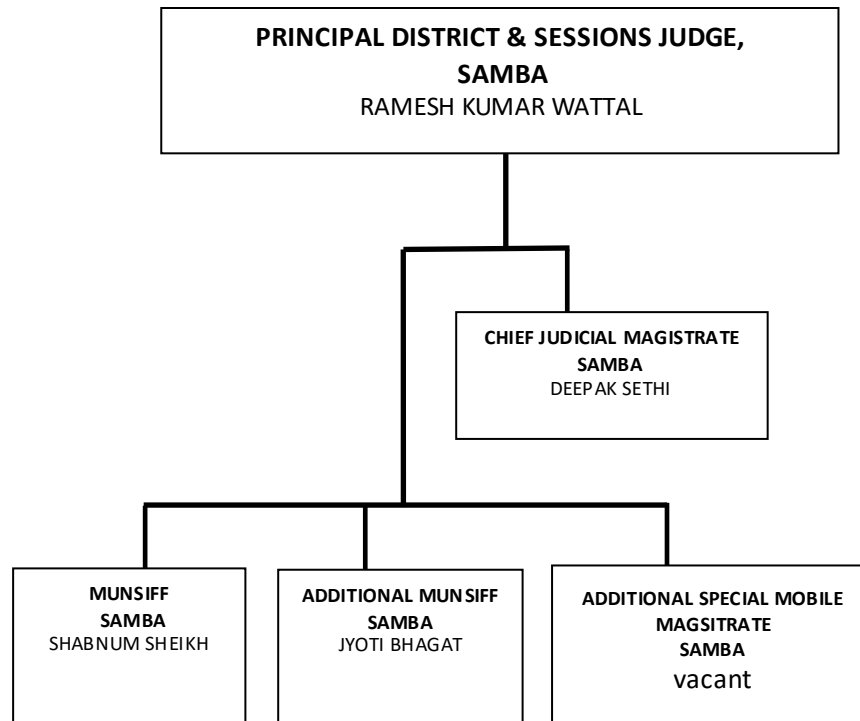 PRINCIPAL DISTRICT & SESSIONS JUDGE,
SAMBA
RAMESH KUMAR WATTAL
CHIEF JUDICIAL MAGISTRATE
SAMBA
DEEPAK SETHI
MUNSIFF
SAMBA
SHABNUM SHEIKH
ADDITIONAL MUNSIFF
SAMBA
JYOTI BHAGAT
ADDITIONAL SPECIAL MOBILE
MAGSITRATE
SAMBA
vacant